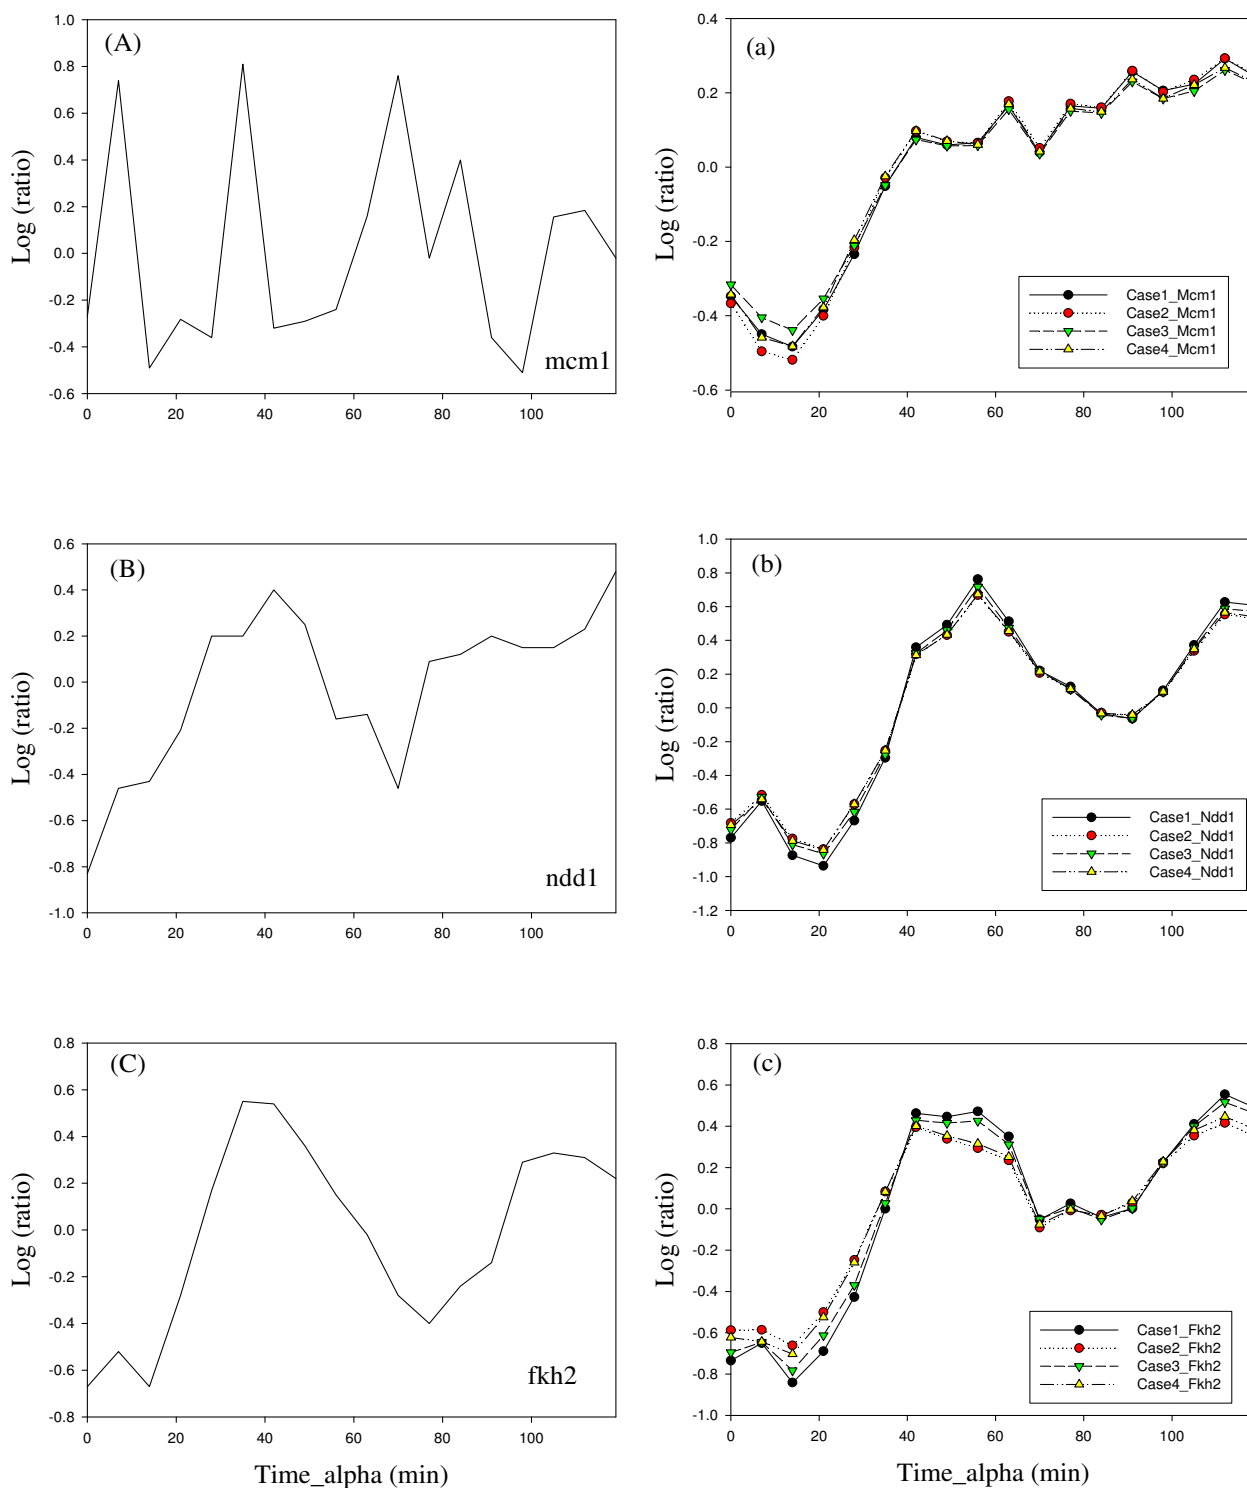 (A)
1.0
0.8
0.6
0.4
0.2
0.0
-0.2
-0.4
-0.6
Log (ratio)
mcm1
0 20 40 60 80 100
(a)
0.4
0.2
0.0
-0.2
-0.4
-0.6
Log (ratio)
Case1_Mcm1
Case2_Mcm1
Case3_Mcm1
Case4_Mcm1
0 20 40 60 80 100
(B)
0.6
0.4
0.2
0.0
-0.2
-0.4
-0.6
-0.8
-1.0
Log (ratio)
ndd1
0 20 40 60 80 100
(b)
1.0
0.8
0.6
0.4
0.2
0.0
-0.2
-0.4
-0.6
-0.8
-1.0
-1.2
Log (ratio)
Case1_Ndd1
Case2_Ndd1
Case3_Ndd1
Case4_Ndd1
0 20 40 60 80 100
(C)
0.8
0.6
0.4
0.2
0.0
-0.2
-0.4
-0.6
-0.8
Log (ratio)
fkh2
0 20 40 60 80 100
Time_alpha (min)
(c)
0.8
0.6
0.4
0.2
0.0
-0.2
-0.4
-0.6
-0.8
-1.0
Log (ratio)
Case1_Fkh2
Case2_Fkh2
Case3_Fkh2
Case4_Fkh2
0 20 40 60 80 100
Time_alpha (min)